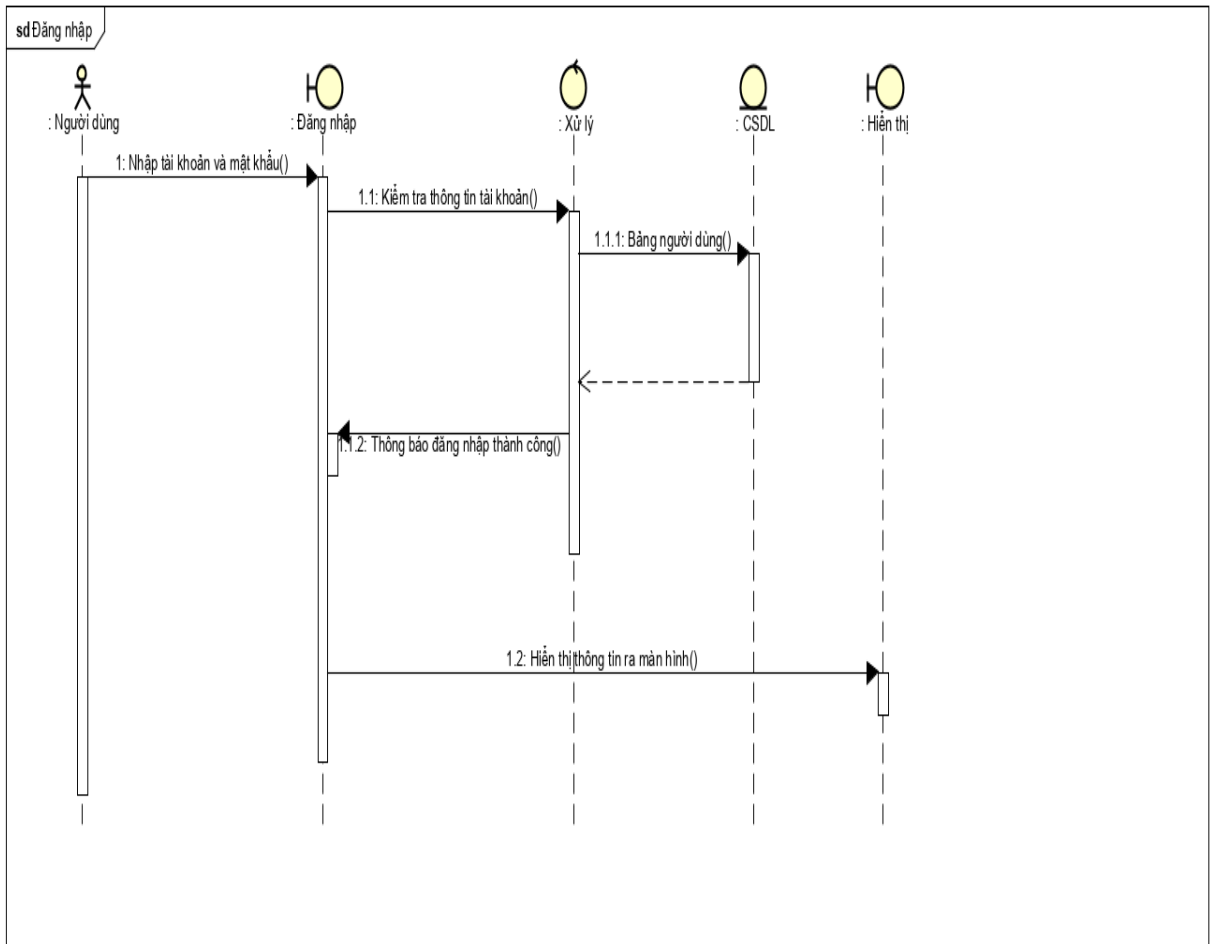 sd Đăng nhập
: Người dùng
: Đăng nhập
: Xử lý
: CSDL
: Hiển thị
1: Nhập tài khoản và mật khẩu()
1.1: Kiểm tra thông tin tài khoản()
1.1.1: Bảng người dùng()
1.1.2: Thông báo đăng nhập thành công()
1.2: Hiển thị thông tin ra màn hình()